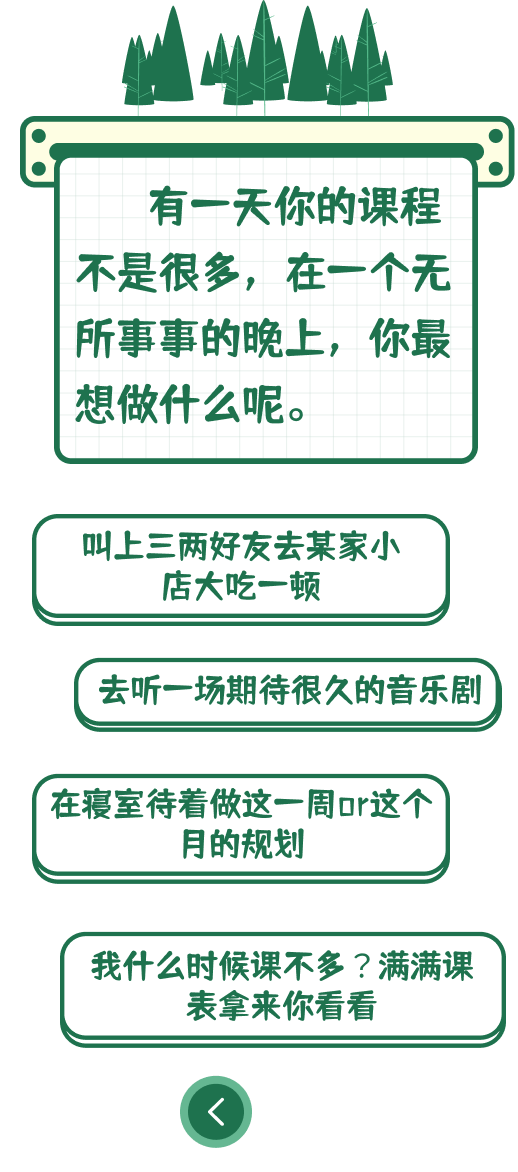 有一天你的课程
不是很多，在一个无
所事事的晚上，你最
想做什么呢。
叫上三两好友去某家小
店大吃一顿
去听一场期待很久的音乐剧
在寝室待着做这一周or这个
月的规划
我什么时候课不多？满满课
表拿来你看看